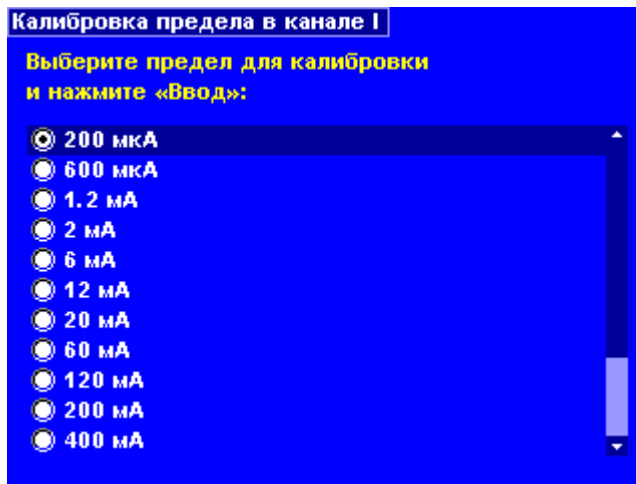 Калибровка предела в канале I
Выберите предел для калибровки
и нажмите «Ввод»:
200 мкА
600 мкА
1.2 мА
2 мА
6 мА
12 мА
20 мА
60 мА
120 мА
200 мА
400 мА